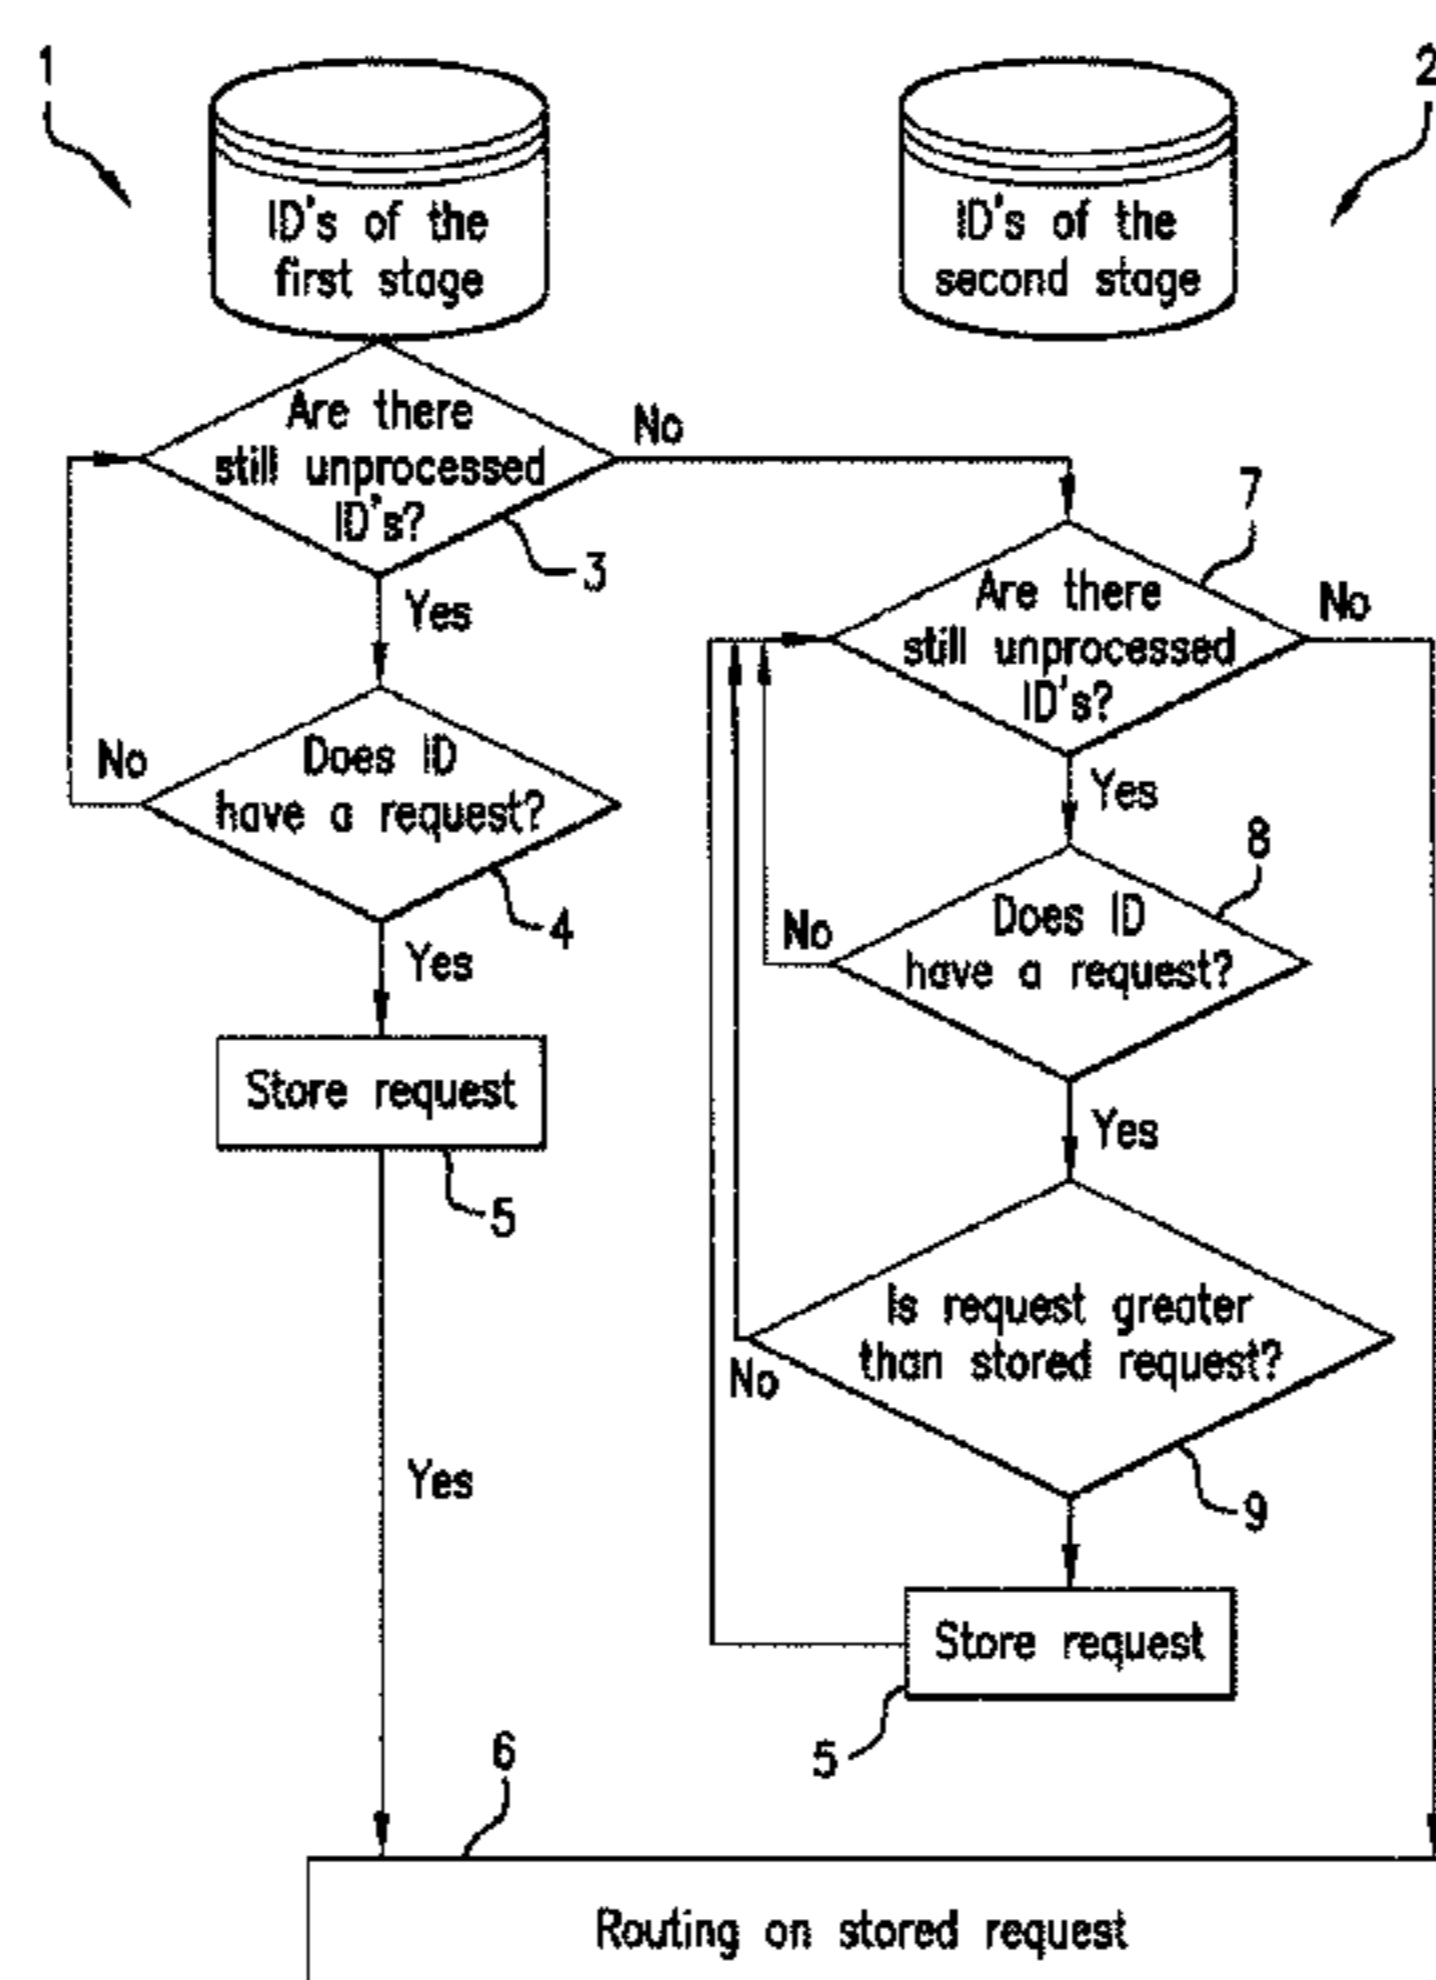 1
2
ID's of the
first stage
ID's of the
second stage
Are there
still unprocessed
ID's?
No
3
Yes
7
Are there
still unprocessed
ID's?
No
Does ID
have a request?
No
4
Yes
Yes
8
Does ID
have a request?
No
Store request
5
Yes
Is request greater
than stored request?
No
9
Yes
Store request
5
6
Routing on stored request